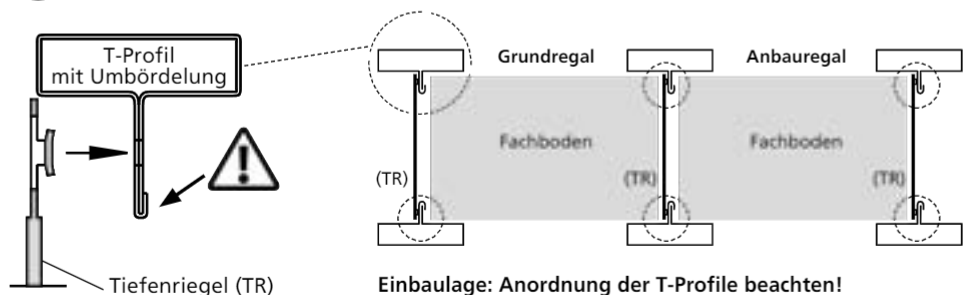 T-Profil
mit Umbördelung
Tiefenriegel (TR)
Grundregal
Anbauregal
Fachboden
Fachboden
(TR)
(TR)
(TR)
Einbaulage: Anordnung der T-Profile beachten!